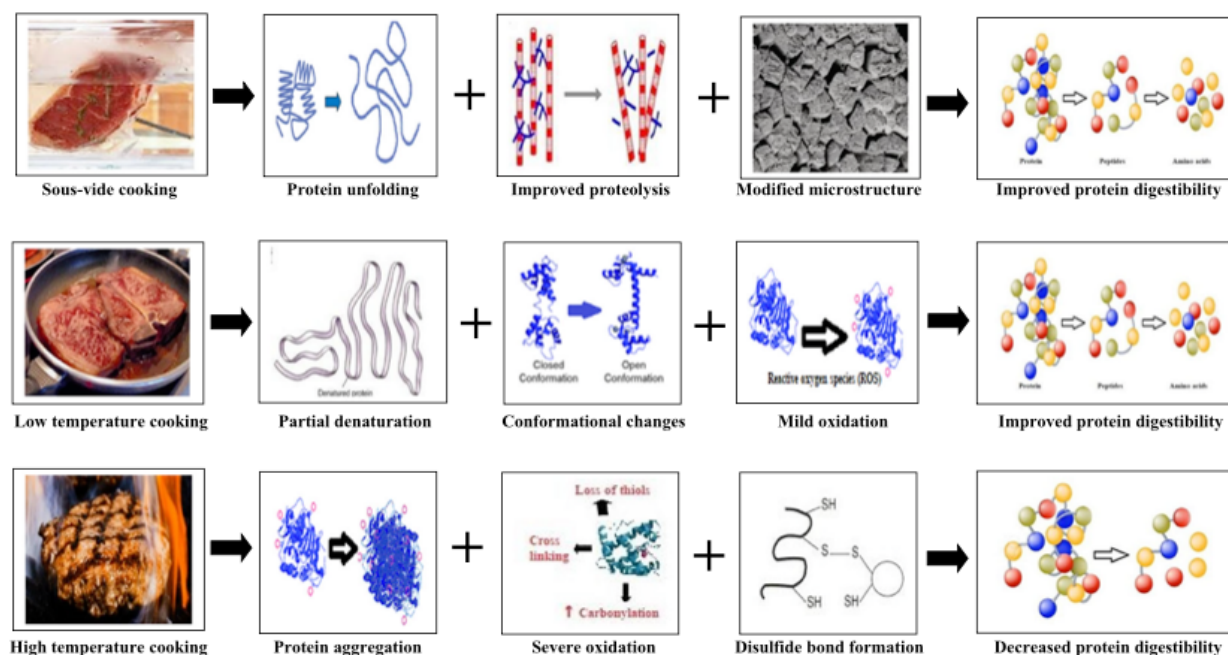 Protein
Peptides
Amino acids
Sous-vide cooking
Protein unfolding
Improved proteolysis
Modified microstructure
Improved protein digestibility
Denatured protein
Closed
Conformation
Open
Conformation
Reactive oxygen species (ROS)
Protein
Peptides
Amino acids
Low temperature cooking
Partial denaturation
Conformational changes
Mild oxidation
Improved protein digestibility
Loss of thiols
Cross
linking
↑ Carbonylation
SH
S
S
SH
SH
High temperature cooking
Protein aggregation
Severe oxidation
Disulfide bond formation
Decreased protein digestibility